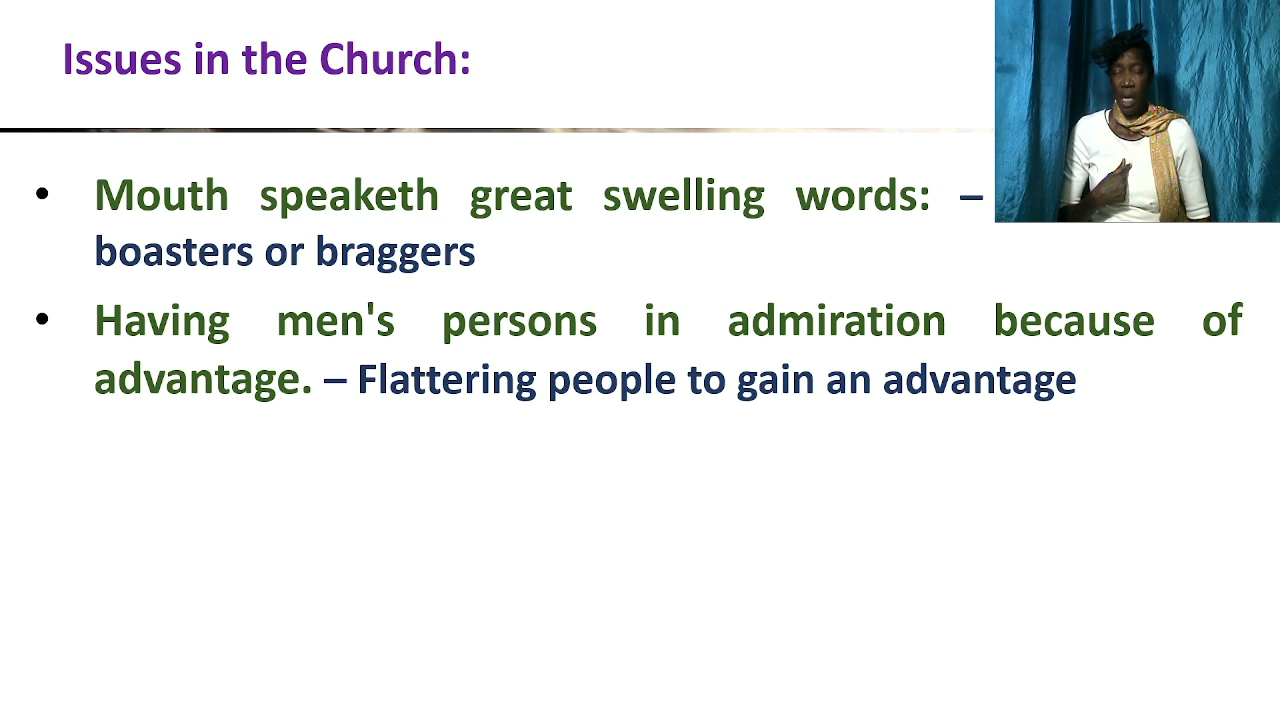 Issues in the Church:
• Mouth speaketh great swelling words: –
boasters or braggers
• Having men's persons in admiration because of
advantage. – Flattering people to gain an advantage